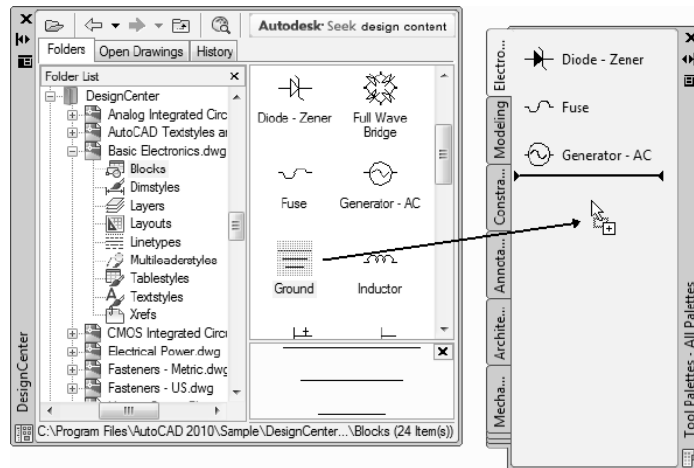 Autodesk Seek design content
Folders
Open Drawings
History
Folder List
DesignCenter
Analog Integrated Circ
AutoCAD Textstyles ar
Basic Electronics.dwg
Blocks
Dimstyles
Layers
Layouts
Linetypes
Multileaderstyles
Tablestyles
Textstyles
Xrefs
CMOS Integrated Circu
Electrical Power.dwg
Fasteners - Metric.dwg
Fasteners - US.dwg
Diode - Zener
Full Wave
Bridge
Fuse
Generator - AC
Ground
Inductor
C:\Program Files\AutoCAD 2010\Sample\DesignCenter...\Blocks (24 Item(s))
DesignCenter
Electro...
Modeling
Constra...
Annota...
Archite...
Mecha...
Diode - Zener
Fuse
Generator - AC
Tool Palettes - All Palettes